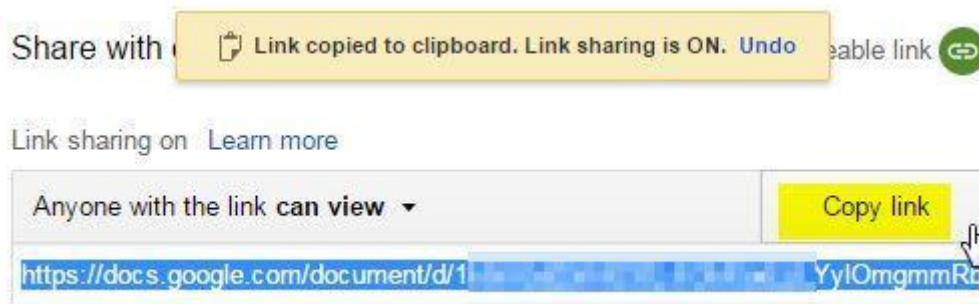 Share with
Link copied to clipboard. Link sharing is ON. Undo
eable link
Link sharing on Learn more
Anyone with the link can view
Copy link
https://docs.google.com/document/d/1
YylOmgmmRp